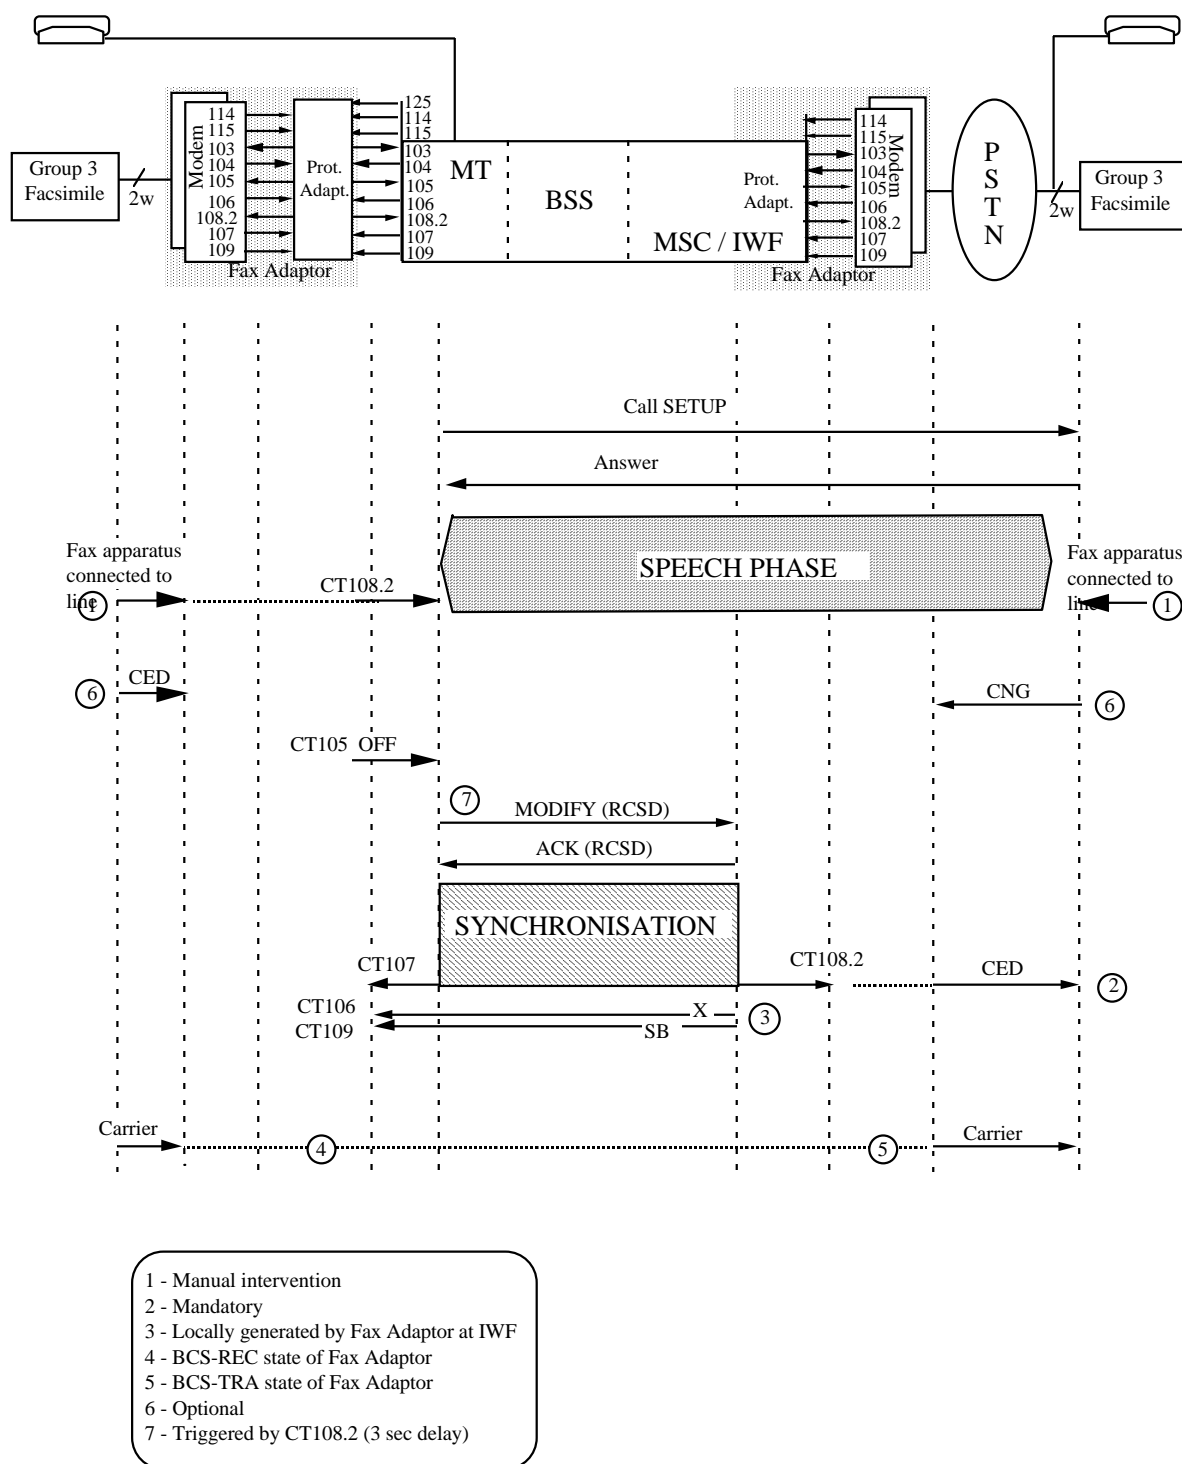 125
114
115
103
104
105
106
108.2
107
109
Modem
Prot.
Adapt.
Fax Adaptor
Group 3
Facsimile
2w
114
115
103
104
105
106
108.2
107
109
MT
BSS
MSC / IWF
Prot.
Adapt.
114
115
103
104
105
106
108.2
107
109
Modem
Fax Adaptor
P
S
T
N
2w
Group 3
Facsimile
Call SETUP
Answer
SPEECH PHASE
Fax apparatus
connected to
line
1
CT108.2
Fax apparatus
connected to
line
1
6
CED
CNG
6
CT105 OFF
7
MODIFY (RCSD)
ACK (RCSD)
SYNCHRONISATION
CT107
CT108.2
CED
2
CT106
X
3
CT109
SB
Carrier
4
5
Carrier
1 - Manual intervention
2 - Mandatory
3 - Locally generated by Fax Adaptor at IWF
4 - BCS-REC state of Fax Adaptor
5 - BCS-TRA state of Fax Adaptor
6 - Optional
7 - Triggered by CT108.2 (3 sec delay)